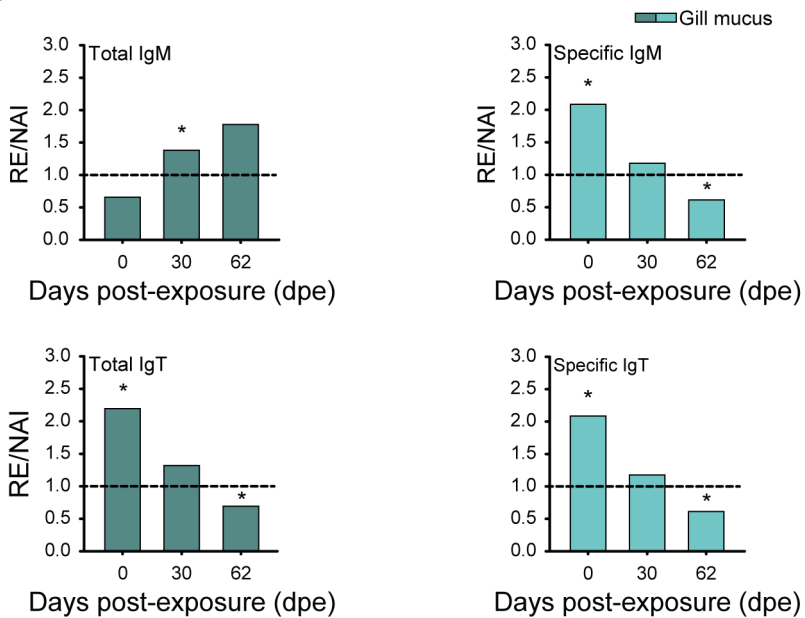 Gill mucus
Total IgM
3.0
2.5
2.0
1.5
1.0
0.5
0.0
RE/NAI
*
0 30 62
Days post-exposure (dpe)
Specific IgM
3.0
2.5
2.0
1.5
1.0
0.5
0.0
RE/NAI
*
*
0 30 62
Days post-exposure (dpe)
Total IgT
3.0
2.5
2.0
1.5
1.0
0.5
0.0
RE/NAI
*
*
0 30 62
Days post-exposure (dpe)
Specific IgT
3.0
2.5
2.0
1.5
1.0
0.5
0.0
*
*
0 30 62
Days post-exposure (dpe)